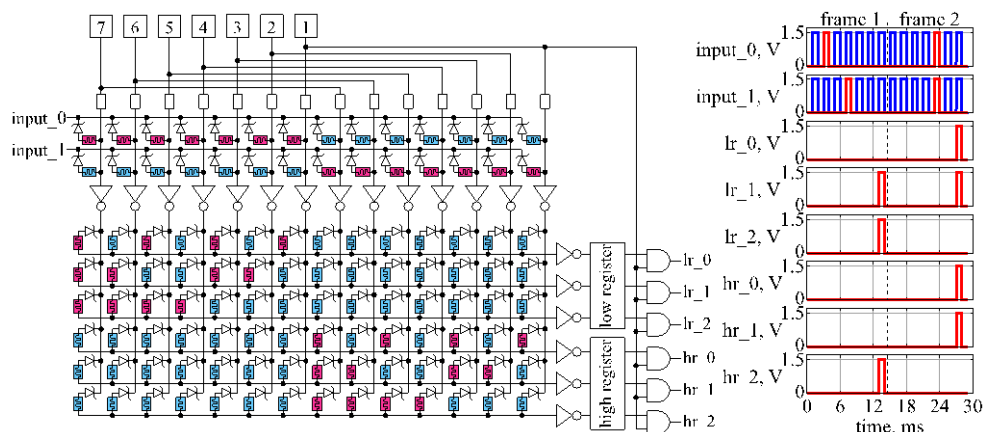 7 6 5 4 3 2 1
input_0
input_1
low register
high register
lr_0
lr_1
lr_2
hr_0
hr_1
hr_2
frame 1 frame 2
input_0, V 1.5 0
input_1, V 1.5 0
lr_0, V 1.5 0
lr_1, V 1.5 0
lr_2, V 1.5 0
hr_0, V 1.5 0
hr_1, V 1.5 0
hr_2, V 1.5 0
0 6 12 18 24 30
time, ms